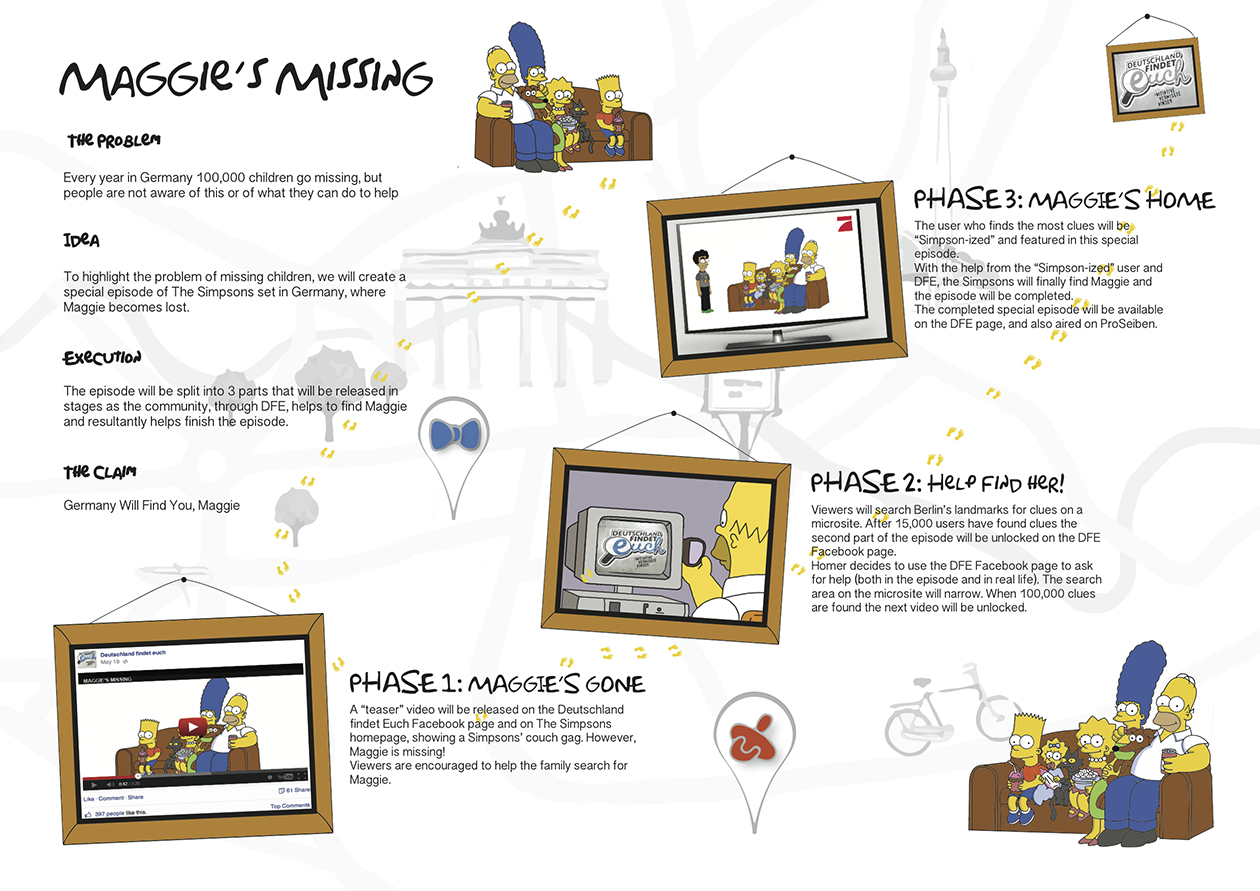 MAGGIE'S MISSING
THE PROBLEM
Every year in Germany 100,000 children go missing, but
people are not aware of this or of what they can do to help
IDEA
To highlight the problem of missing children, we will create a
special episode of The Simpsons set in Germany, where
Maggie becomes lost.
EXECUTION
The episode will be split into 3 parts that will be released in
stages as the community, through DFE, helps to find Maggie
and resultantly helps finish the episode.
THE CLAIM
Germany Will Find You, Maggie
Deutschland findet euch
May 19
MAGGIE'S MISSING
0:42
Like · Comment · Share
61 Share
397 people like this.
Top Comments
PHASE 1: MAGGIE'S GONE
A “teaser” video will be released on the Deutschland
findet Euch Facebook page and on The Simpsons
homepage, showing a Simpsons’ couch gag. However,
Maggie is missing!
Viewers are encouraged to help the family search for
Maggie.
DEUTSCHLAND
FINDET
euch
INITIATIVE
VERMISSTE
KINDER
PHASE 2: HELP FIND HER!
Viewers will search Berlin’s landmarks for clues on a
microsite. After 15,000 users have found clues the
second part of the episode will be unlocked on the DFE
Facebook page.
Homer decides to use the DFE Facebook page to ask
for help (both in the episode and in real life). The search
area on the microsite will narrow. When 100,000 clues
are found the next video will be unlocked.
PHASE 3: MAGGIE'S HOME
The user who finds the most clues will be
“Simpson-ized” and featured in this special
episode.
With the help from the “Simpson-ized” user and
DFE, the Simpsons will finally find Maggie and
the episode will be completed.
The completed special episode will be available
on the DFE page, and also aired on ProSeiben.
DEUTSCHLAND
FINDET
euch
INITIATIVE
VERMISSTE
KINDER